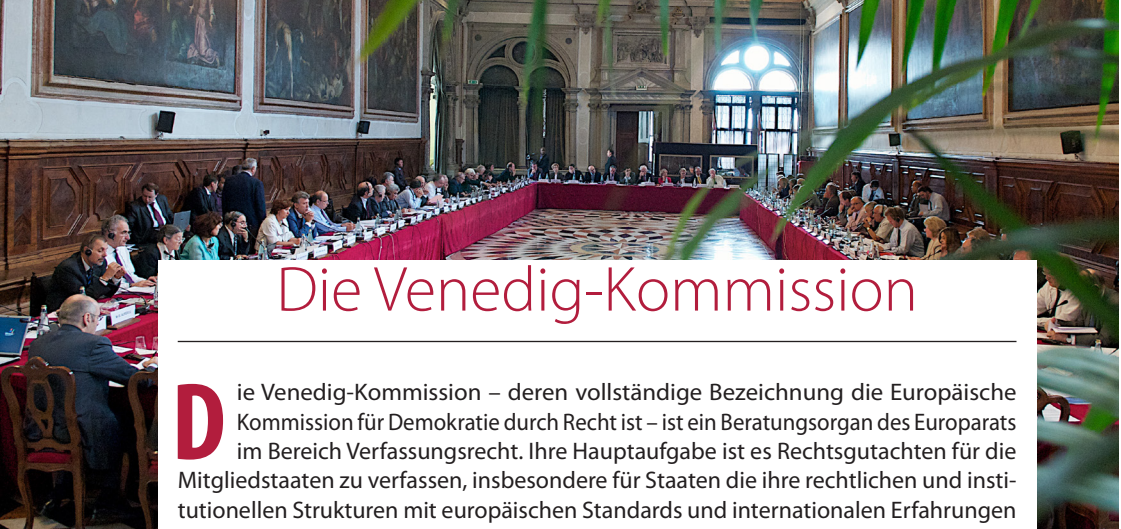 Die Venedig-Kommission
Die Venedig-Kommission – deren vollständige Bezeichnung die Europäische
Kommission für Demokratie durch Recht ist – ist ein Beratungsorgan des Europarats
im Bereich Verfassungsrecht. Ihre Hauptaufgabe ist es Rechtsgutachten für die
Mitgliedstaaten zu verfassen, insbesondere für Staaten die ihre rechtlichen und insti-
tutionellen Strukturen mit europäischen Standards und internationalen Erfahrungen